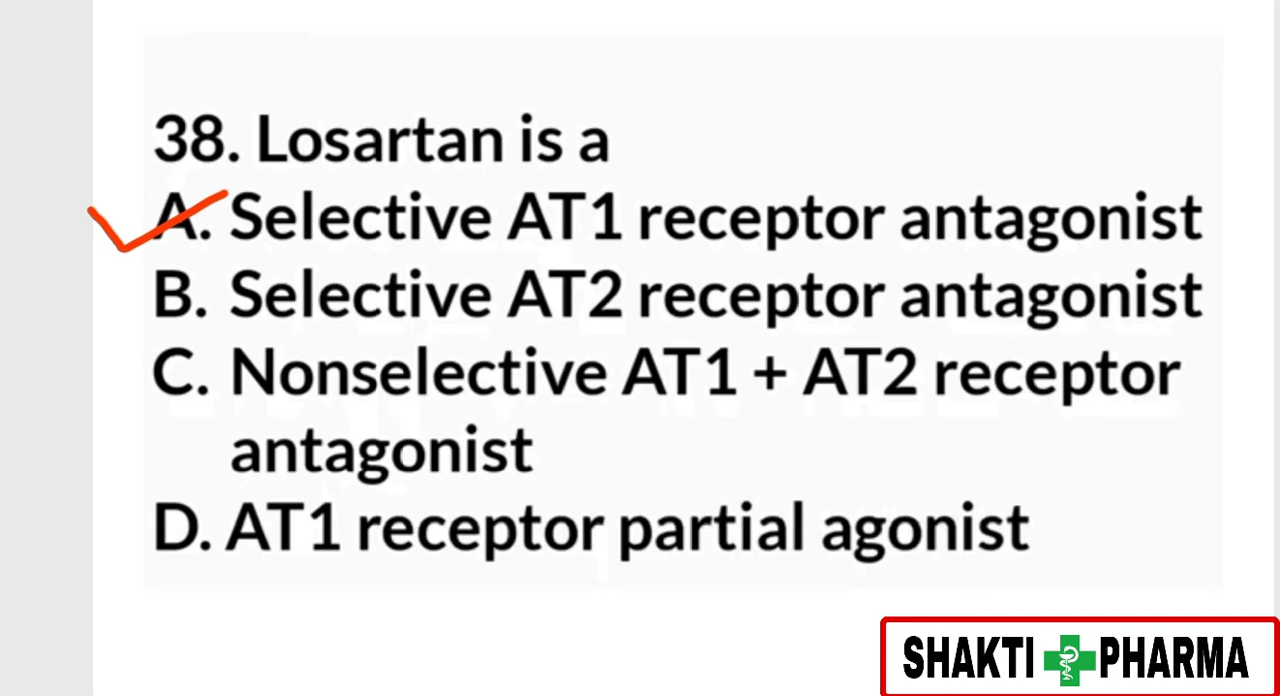 38. Losartan is a
A. Selective AT1 receptor antagonist
B. Selective AT2 receptor antagonist
C. Nonselective AT1 + AT2 receptor
antagonist
D. AT1 receptor partial agonist
SHAKTI PHARMA